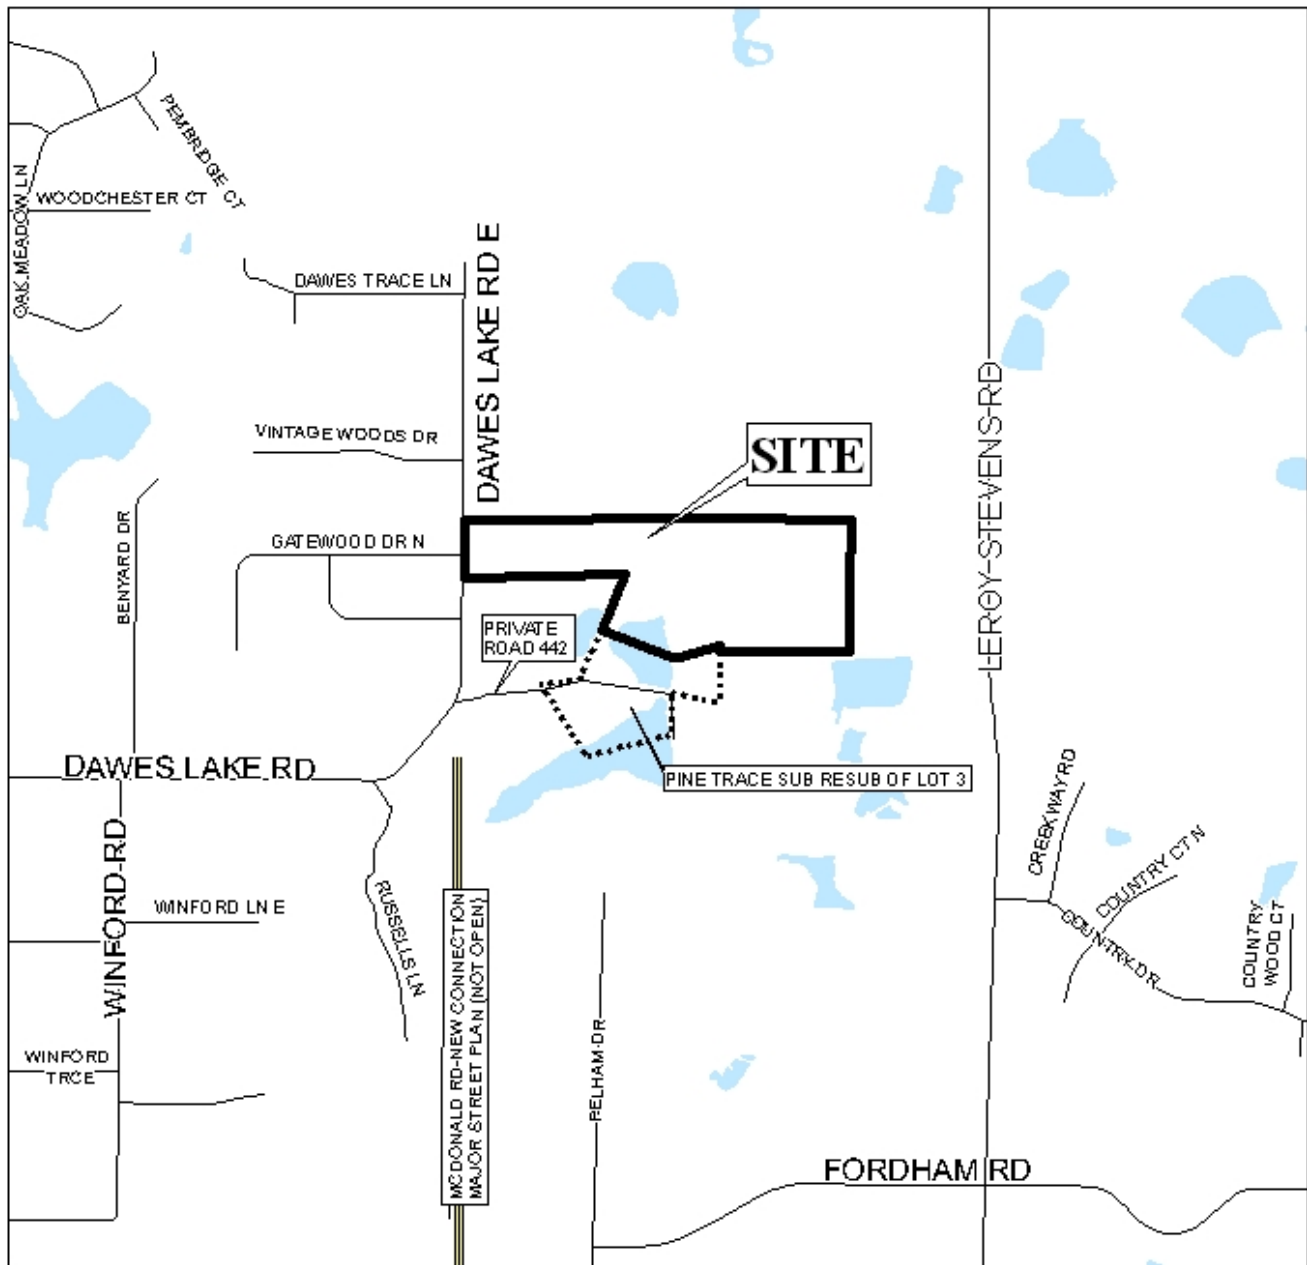 PEMBRIDGE CT
OAK MEADOW LN
WOODCHESTER CT
DAWES TRACE LN
DAWES LAKE RD E
VINTAGE WOODS DR
SITE
LEROY STEVENS RD
BENYARD DR
GATEWOOD DR N
PRIVATE
ROAD 442
DAWES LAKE RD
PINE TRACE SUB RESUB OF LOT 3
CREEKWAY RD
COUNTRY CT N
WINFORD RD
WINFORD LN E
RUSSELLS LN
MCDONALD RD-NEW CONNECTION
MAJOR STREET PLAN (NOT OPEN)
COUNTRY DR
COUNTRY
WOOD CT
WINFORD
TRCE
PELHAM DR
FORDHAM RD